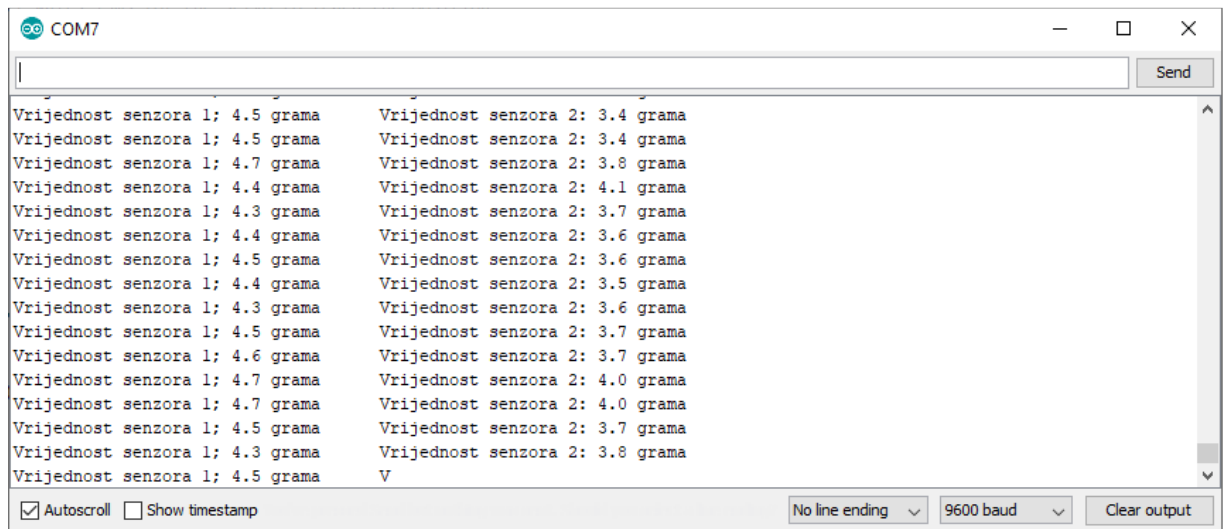 COM7
Send
Vrijednost senzora 1; 4.5 grama Vrijednost senzora 2: 3.4 grama
Vrijednost senzora 1; 4.5 grama Vrijednost senzora 2: 3.4 grama
Vrijednost senzora 1; 4.7 grama Vrijednost senzora 2: 3.8 grama
Vrijednost senzora 1; 4.4 grama Vrijednost senzora 2: 4.1 grama
Vrijednost senzora 1; 4.3 grama Vrijednost senzora 2: 3.7 grama
Vrijednost senzora 1; 4.4 grama Vrijednost senzora 2: 3.6 grama
Vrijednost senzora 1; 4.5 grama Vrijednost senzora 2: 3.6 grama
Vrijednost senzora 1; 4.4 grama Vrijednost senzora 2: 3.5 grama
Vrijednost senzora 1; 4.3 grama Vrijednost senzora 2: 3.6 grama
Vrijednost senzora 1; 4.5 grama Vrijednost senzora 2: 3.7 grama
Vrijednost senzora 1; 4.6 grama Vrijednost senzora 2: 3.7 grama
Vrijednost senzora 1; 4.7 grama Vrijednost senzora 2: 4.0 grama
Vrijednost senzora 1; 4.7 grama Vrijednost senzora 2: 4.0 grama
Vrijednost senzora 1; 4.5 grama Vrijednost senzora 2: 3.7 grama
Vrijednost senzora 1; 4.3 grama Vrijednost senzora 2: 3.8 grama
Vrijednost senzora 1; 4.5 grama V
Autoscroll Show timestamp No line ending 9600 baud Clear output